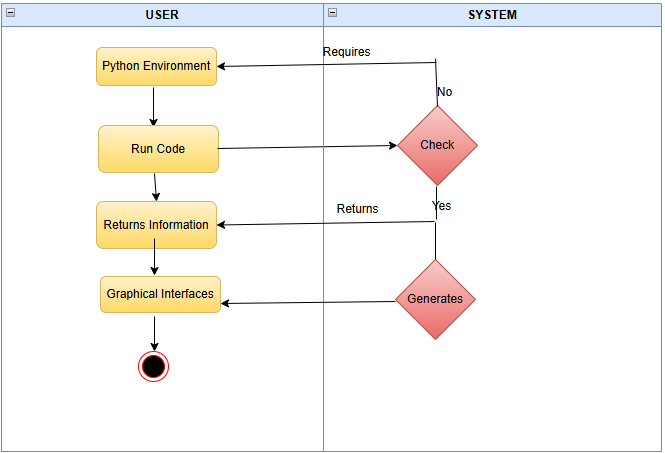 USER
SYSTEM
Requires
Python Environment
No
Run Code
Check
Returns
Yes
Returns Information
Graphical Interfaces
Generates